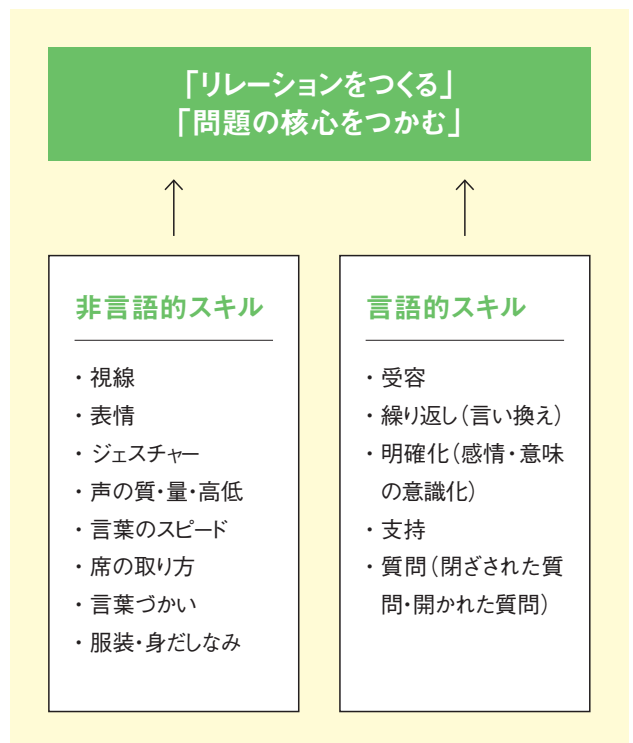 「リレーションをつくる」
「問題の核心をつかむ」
非言語的スキル
・視線
・表情
・ジェスチャー
・声の質・量・高低
・言葉のスピード
・席の取り方
・言葉づかい
・服装・身だしなみ
言語的スキル
・受容
・繰り返し（言い換え）
・明確化（感情・意味
の意識化）
・支持
・質問（閉ざされた質
問・開かれた質問）